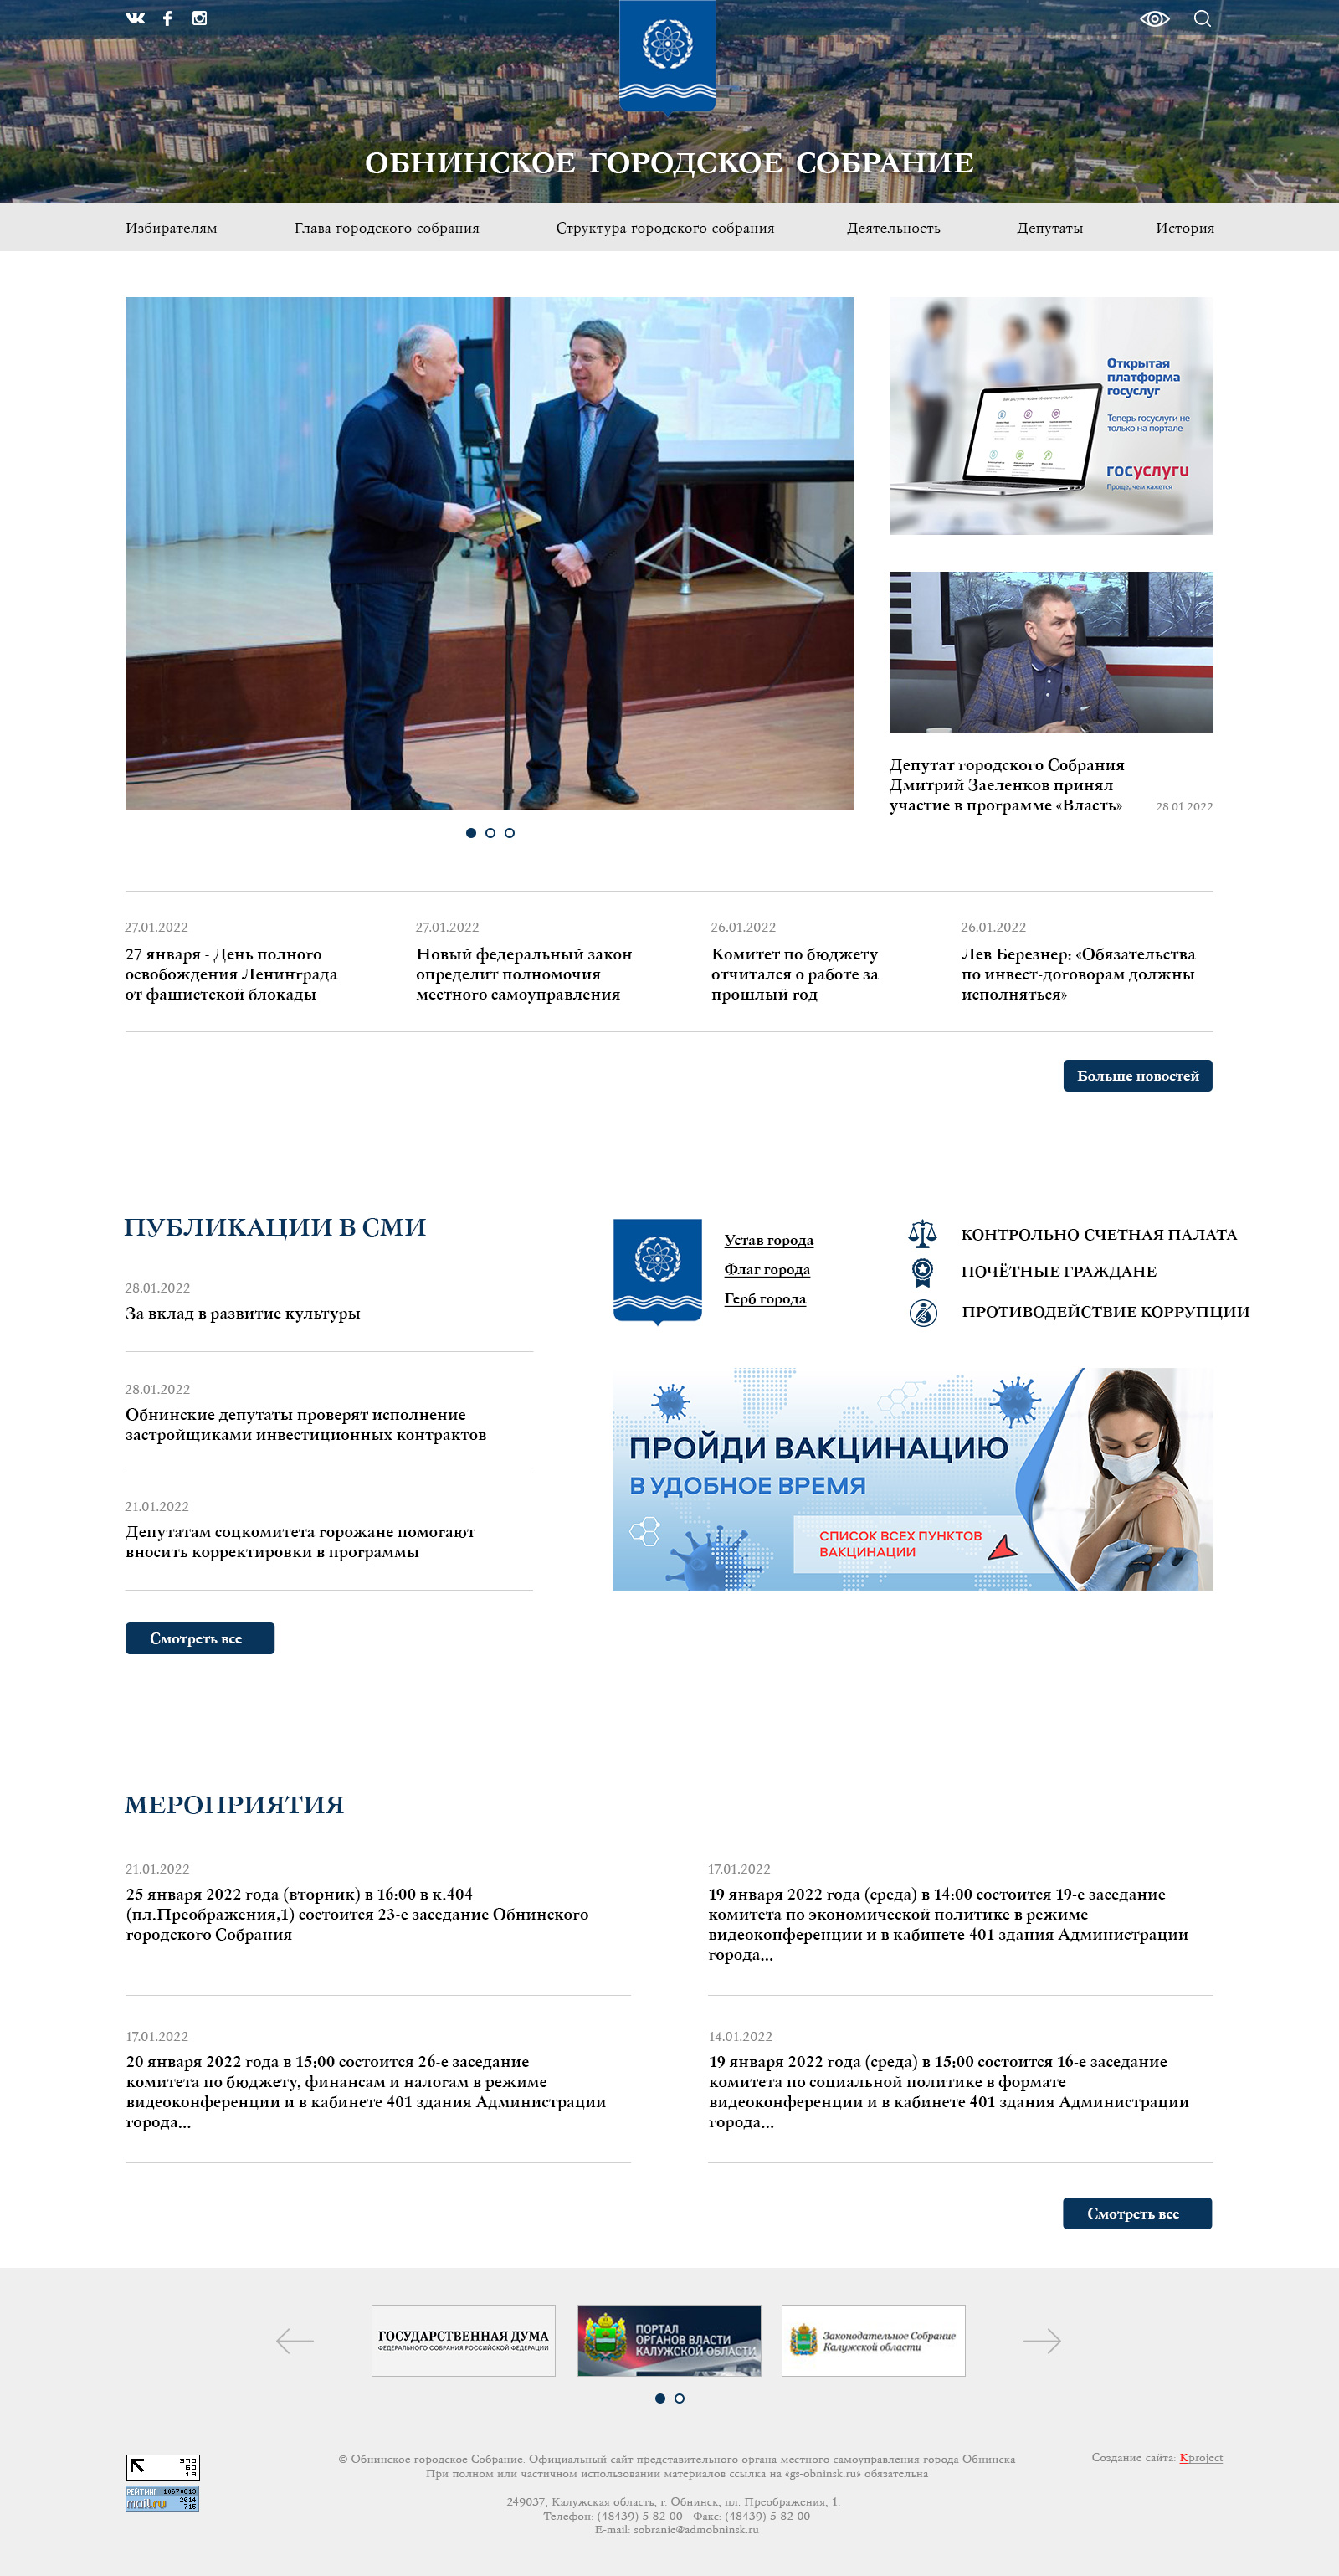 ОБНИНСКОЕ ГОРОДСКОЕ СОБРАНИЕ
Избирателям
Глава городского собрания
Структура городского собрания
Деятельность
Депутаты
История
Открытая
платформа
госуслуг
Теперь госуслуги не
только на портале
госуслуги
Проще, чем кажется
Депутат городского Собрания
Дмитрий Заеленков принял
участие в программе «Власть»
28.01.2022
27.01.2022
27 января - День полного
освобождения Ленинграда
от фашистской блокады
27.01.2022
Новый федеральный закон
определит полномочия
местного самоуправления
26.01.2022
Комитет по бюджету
отчитался о работе за
прошлый год
26.01.2022
Лев Березнер: «Обязательства
по инвест-договорам должны
исполняться»
Больше новостей
ПУБЛИКАЦИИ В СМИ
28.01.2022
За вклад в развитие культуры
28.01.2022
Обнинские депутаты проверят исполнение
застройщиками инвестиционных контрактов
21.01.2022
Депутатам соцкомитета горожане помогают
вносить корректировки в программы
Смотреть все
Устав города
Флаг города
Герб города
КОНТРОЛЬНО-СЧЕТНАЯ ПАЛАТА
ПОЧЁТНЫЕ ГРАЖДАНЕ
ПРОТИВОДЕЙСТВИЕ КОРРУПЦИИ
ПРОЙДИ ВАКЦИНАЦИЮ
В УДОБНОЕ ВРЕМЯ
СПИСОК ВСЕХ ПУНКТОВ
ВАКЦИНАЦИИ
МЕРОПРИЯТИЯ
21.01.2022
25 января 2022 года (вторник) в 16:00 в к.404
(пл.Преображения,1) состоится 23-е заседание Обнинского
городского Собрания
17.01.2022
19 января 2022 года (среда) в 14:00 состоится 19-е заседание
комитета по экономической политике в режиме
видеоконференции и в кабинете 401 здания Администрации
города...
17.01.2022
20 января 2022 года в 15:00 состоится 26-е заседание
комитета по бюджету, финансам и налогам в режиме
видеоконференции и в кабинете 401 здания Администрации
города...
14.01.2022
19 января 2022 года (среда) в 15:00 состоится 16-е заседание
комитета по социальной политике в формате
видеоконференции и в кабинете 401 здания Администрации
города...
Смотреть все
ГОСУДАРСТВЕННАЯ ДУМА
ФЕДЕРАЛЬНОГО СОБРАНИЯ РОССИЙСКОЙ ФЕДЕРАЦИИ
ПОРТАЛ
ОРГАНОВ ВЛАСТИ
КАЛУЖСКОЙ ОБЛАСТИ
Законодательное Собрание
Калужской области
370
60
19
РЕЙТИНГ 10670813
mail.ru 2614
715
© Обнинское городское Собрание. Официальный сайт представительного органа местного самоуправления города Обнинска
При полном или частичном использовании материалов ссылка на «gs-obninsk.ru» обязательна
249037, Калужская область, г. Обнинск, пл. Преображения, 1.
Телефон: (48439) 5-82-00 Факс: (48439) 5-82-00
E-mail: sobranie@admobninsk.ru
Создание сайта: Kproject